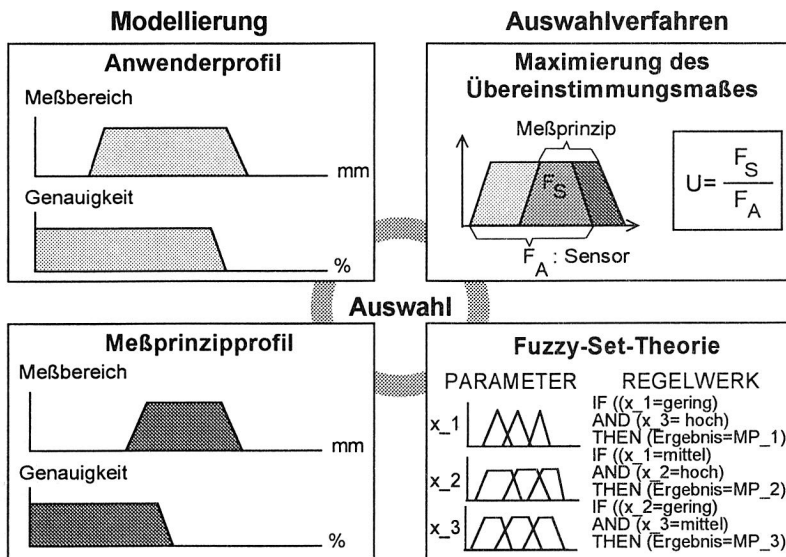 Modellierung
Anwenderprofil
Meßbereich
mm
Genauigkeit
%
Auswahlverfahren
Maximierung des
Übereinstimmungsmaßes
Meßprinzip
F_S
F_A : Sensor
U= F_S / F_A
Auswahl
Meßprinzipprofil
Meßbereich
mm
Genauigkeit
%
Fuzzy-Set-Theorie
PARAMETER
x_1
x_2
x_3
REGELWERK
IF ((x_1=gering)
AND (x_3= hoch)
THEN (Ergebnis=MP_1)
IF ((x_1=mittel)
AND (x_2=hoch)
THEN (Ergebnis=MP_2)
IF ((x_2=gering)
AND (x_3=mittel)
THEN (Ergebnis=MP_3)